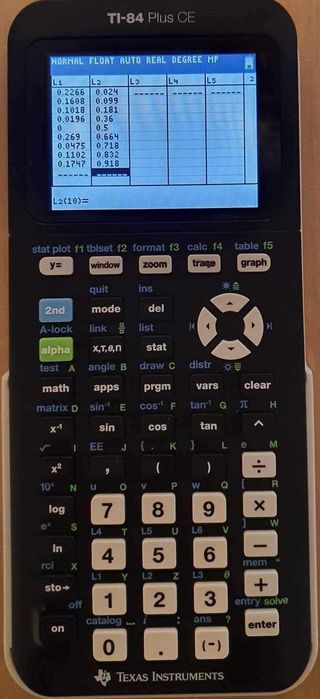 TI-84 Plus CE
NORMAL FLOAT AUTO REAL DEGREE MP
L1 L2 L3 L4 L5 2
0.2266 0.024 ------ ------ ------
0.1608 0.099
0.1018 0.181
0.0196 0.36
0 0.5
0.269 0.664
0.0475 0.718
0.1102 0.832
0.1747 0.918
------ ------
L2(10)=
stat plot f1 tblset f2 format f3 calc f4 table f5
y= window zoom trace graph
quit ins
2nd mode del
A-lock link list
alpha x,T,θ,n stat
test A angle B draw C distr
math apps prgm vars clear
matrix D sin⁻¹ E cos⁻¹ F tan⁻¹ G π H
x⁻¹ sin cos tan ^
√ I EE J { K } L e M
x² , ( ) ÷
10ˣ N u O v P w Q [ R
log 7 8 9 ×
eˣ S L4 T L5 U L6 V ] W
ln 4 5 6 −
rcl X L1 Y L2 Z L3 θ mem "
sto→ 1 2 3 +
off catalog i : ans ? entry solve
on 0 . (-) enter
TEXAS INSTRUMENTS